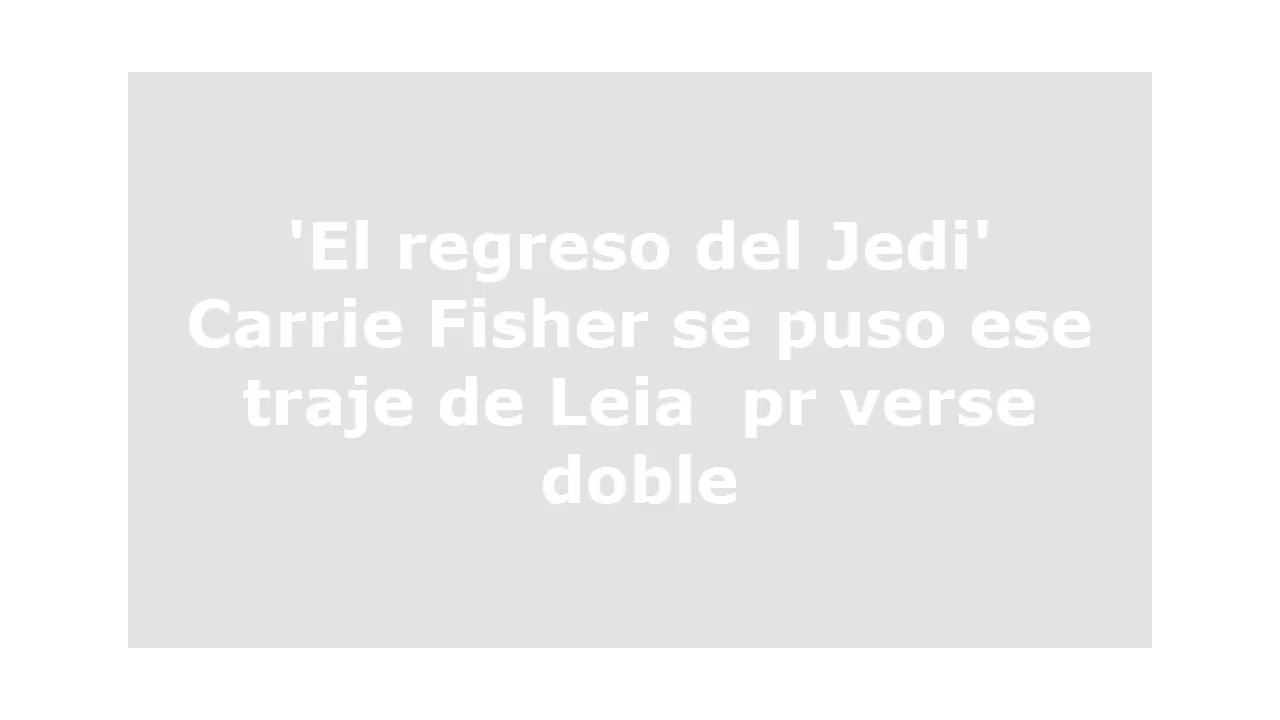 'El regreso del Jedi'
Carrie Fisher se puso ese
traje de Leia  pr verse
doble